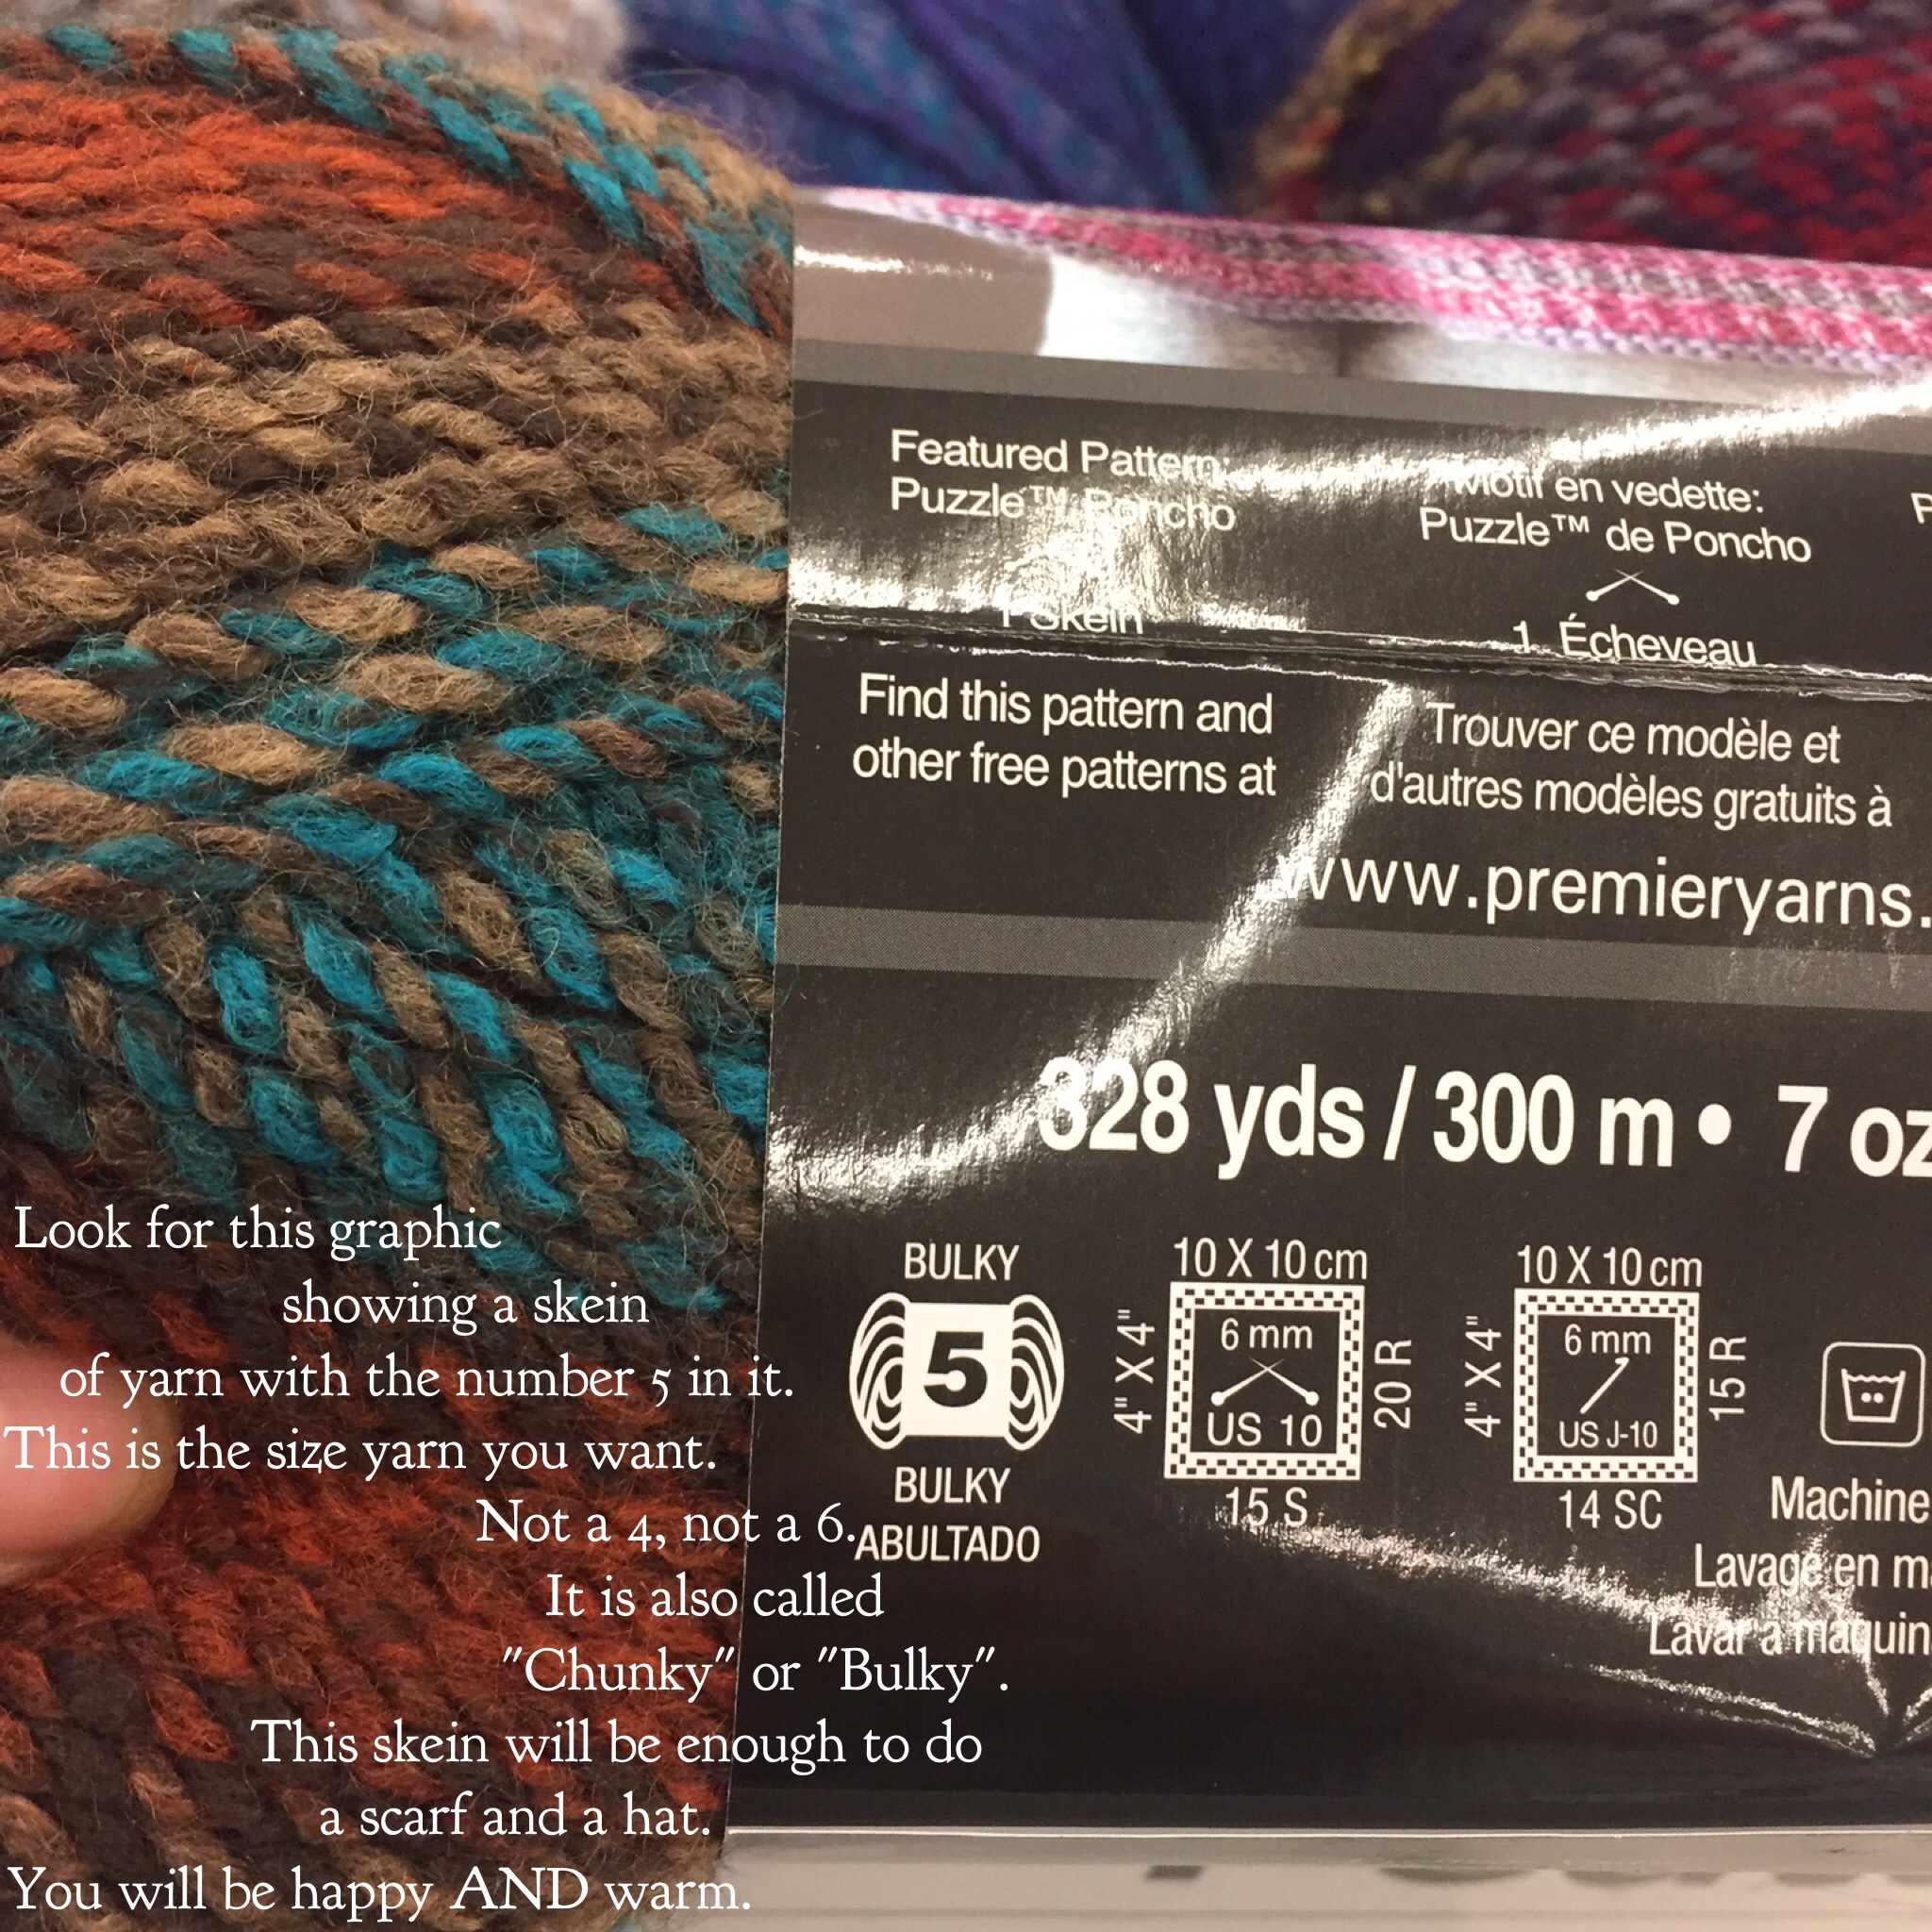 Featured Pattern:
Puzzle™ Poncho
1 Skein
Motif en vedette:
Puzzle™ de Poncho
1 Écheveau
Find this pattern and
other free patterns at
Trouver ce modèle et
d'autres modèles gratuits à
www.premieryarns.
328 yds / 300 m • 7 oz
BULKY
5
BULKY
ABULTADO
10 X 10 cm
4" X 4"
6 mm
US 10
20 R
15 S
10 X 10 cm
4" X 4"
6 mm
US J-10
15 R
14 SC
Machine
Lavage en
Lavar a
Look for this graphic
showing a skein
of yarn with the number 5 in it.
This is the size yarn you want.
Not a 4, not a 6.
It is also called
"Chunky" or "Bulky".
This skein will be enough to do
a scarf and a hat.
You will be happy AND warm.